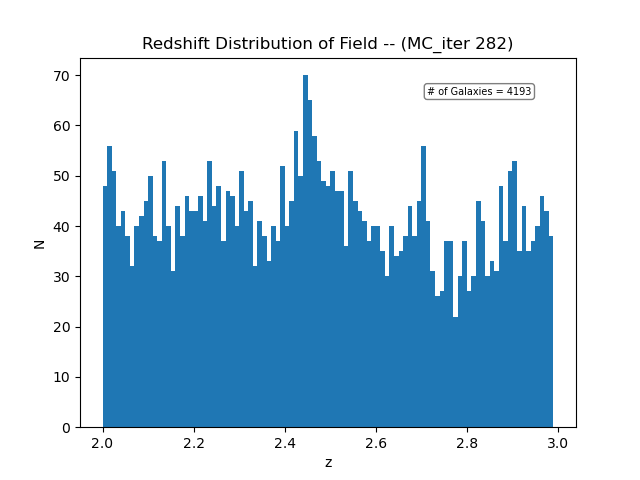 Redshift Distribution of Field -- (MC_iter 282)
# of Galaxies = 4193
70
60
50
40
30
20
10
0
N
2.0 2.2 2.4 2.6 2.8 3.0
z